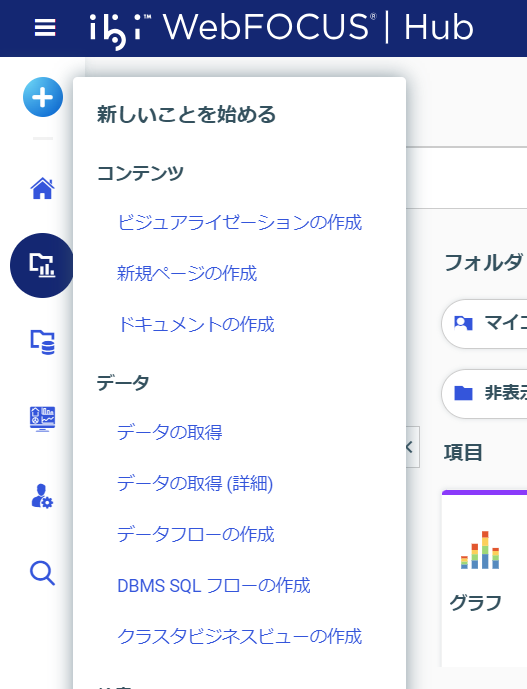 ibi™ WebFOCUS® | Hub
新しいことを始める
コンテンツ
ビジュアライゼーションの作成
新規ページの作成
ドキュメントの作成
データ
データの取得
データの取得 (詳細)
データフローの作成
DBMS SQL フローの作成
クラスタビジネスビューの作成
フォルダ
マイコ
非表示
項目
グラフ